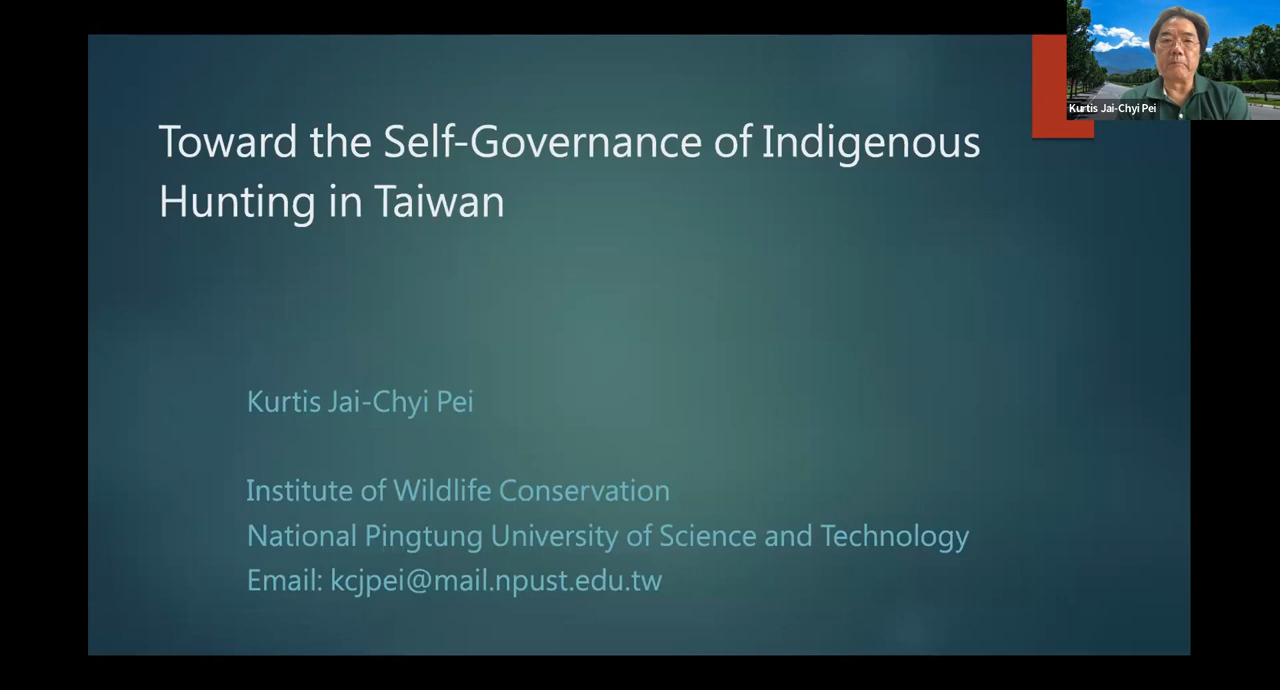 Kurtis Jai-Chyi Pei
Toward the Self-Governance of Indigenous
Hunting in Taiwan
Kurtis Jai-Chyi Pei
Institute of Wildlife Conservation
National Pingtung University of Science and Technology
Email: kcjpei@mail.npust.edu.tw